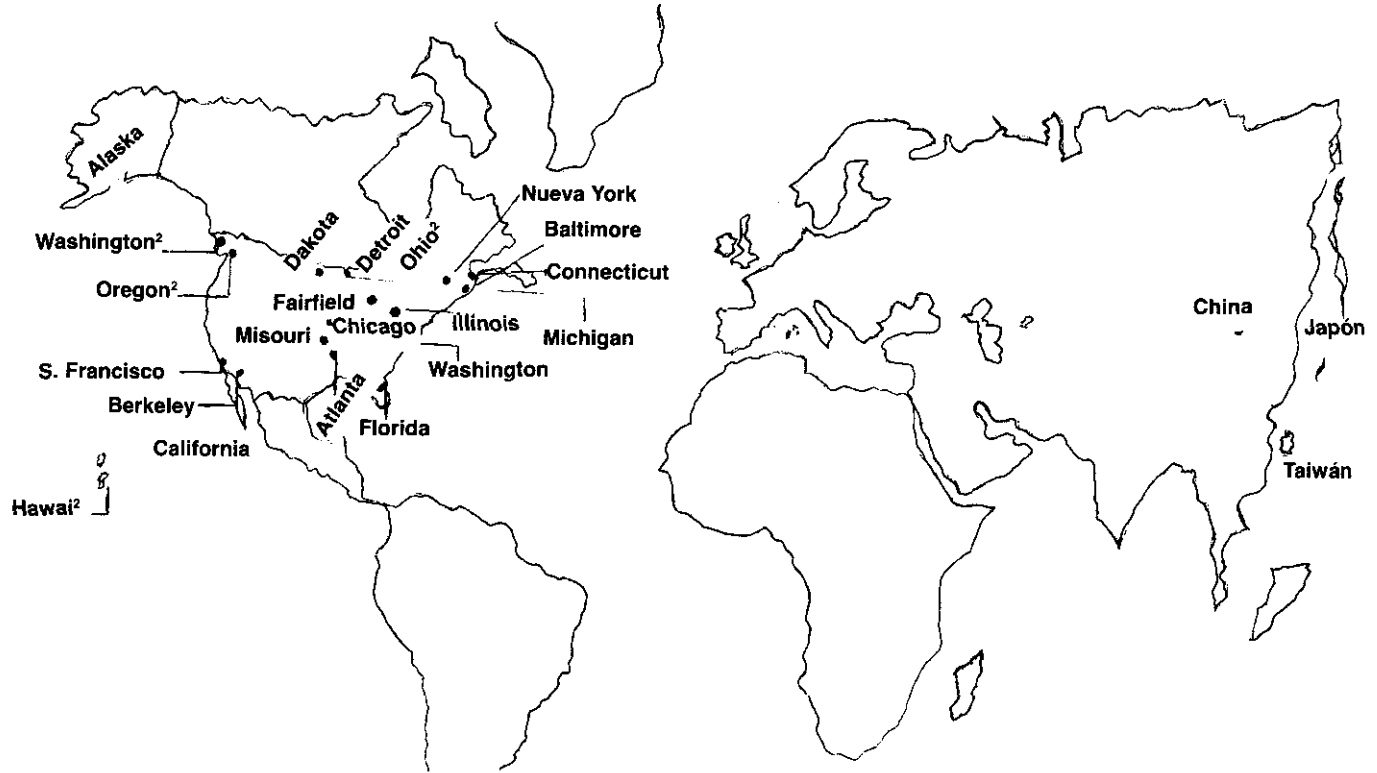 Alaska
Nueva York
Washington²
Dakota
Detroit
Ohio²
Baltimore
Oregon²
Connecticut
Fairfield
Misouri
Chicago
Illinois
Michigan
China
Japón
S. Francisco
Washington
Berkeley
Atlanta
Florida
California
Taiwán
Hawai²